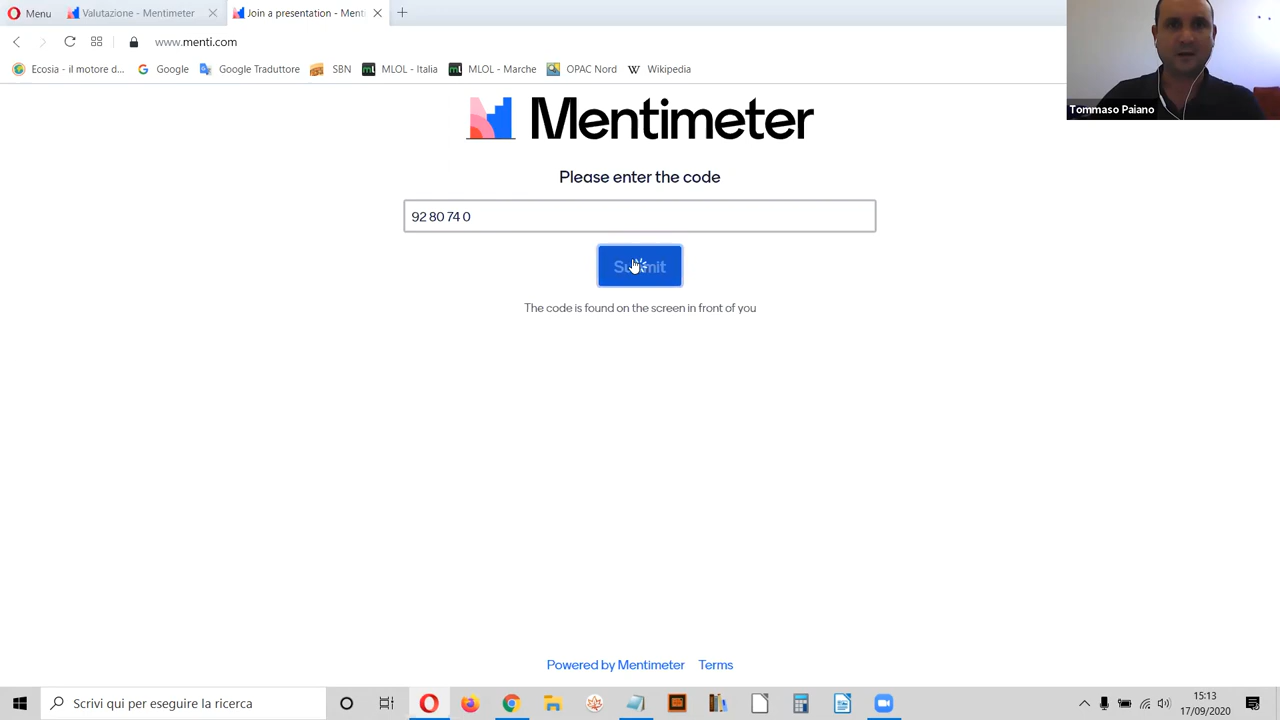 Menu
Valutazione - Mentimeter
Join a presentation - Ment
www.menti.com
Ecosia - il motore d...
Google
Google Traduttore
SBN
MLOL - Italia
MLOL - Marche
OPAC Nord
Wikipedia
Tommaso Paiano
Mentimeter
Please enter the code
92 80 74 0
Submit
The code is found on the screen in front of you
Powered by Mentimeter
Terms
Scrivi qui per eseguire la ricerca
15:13
17/09/2020